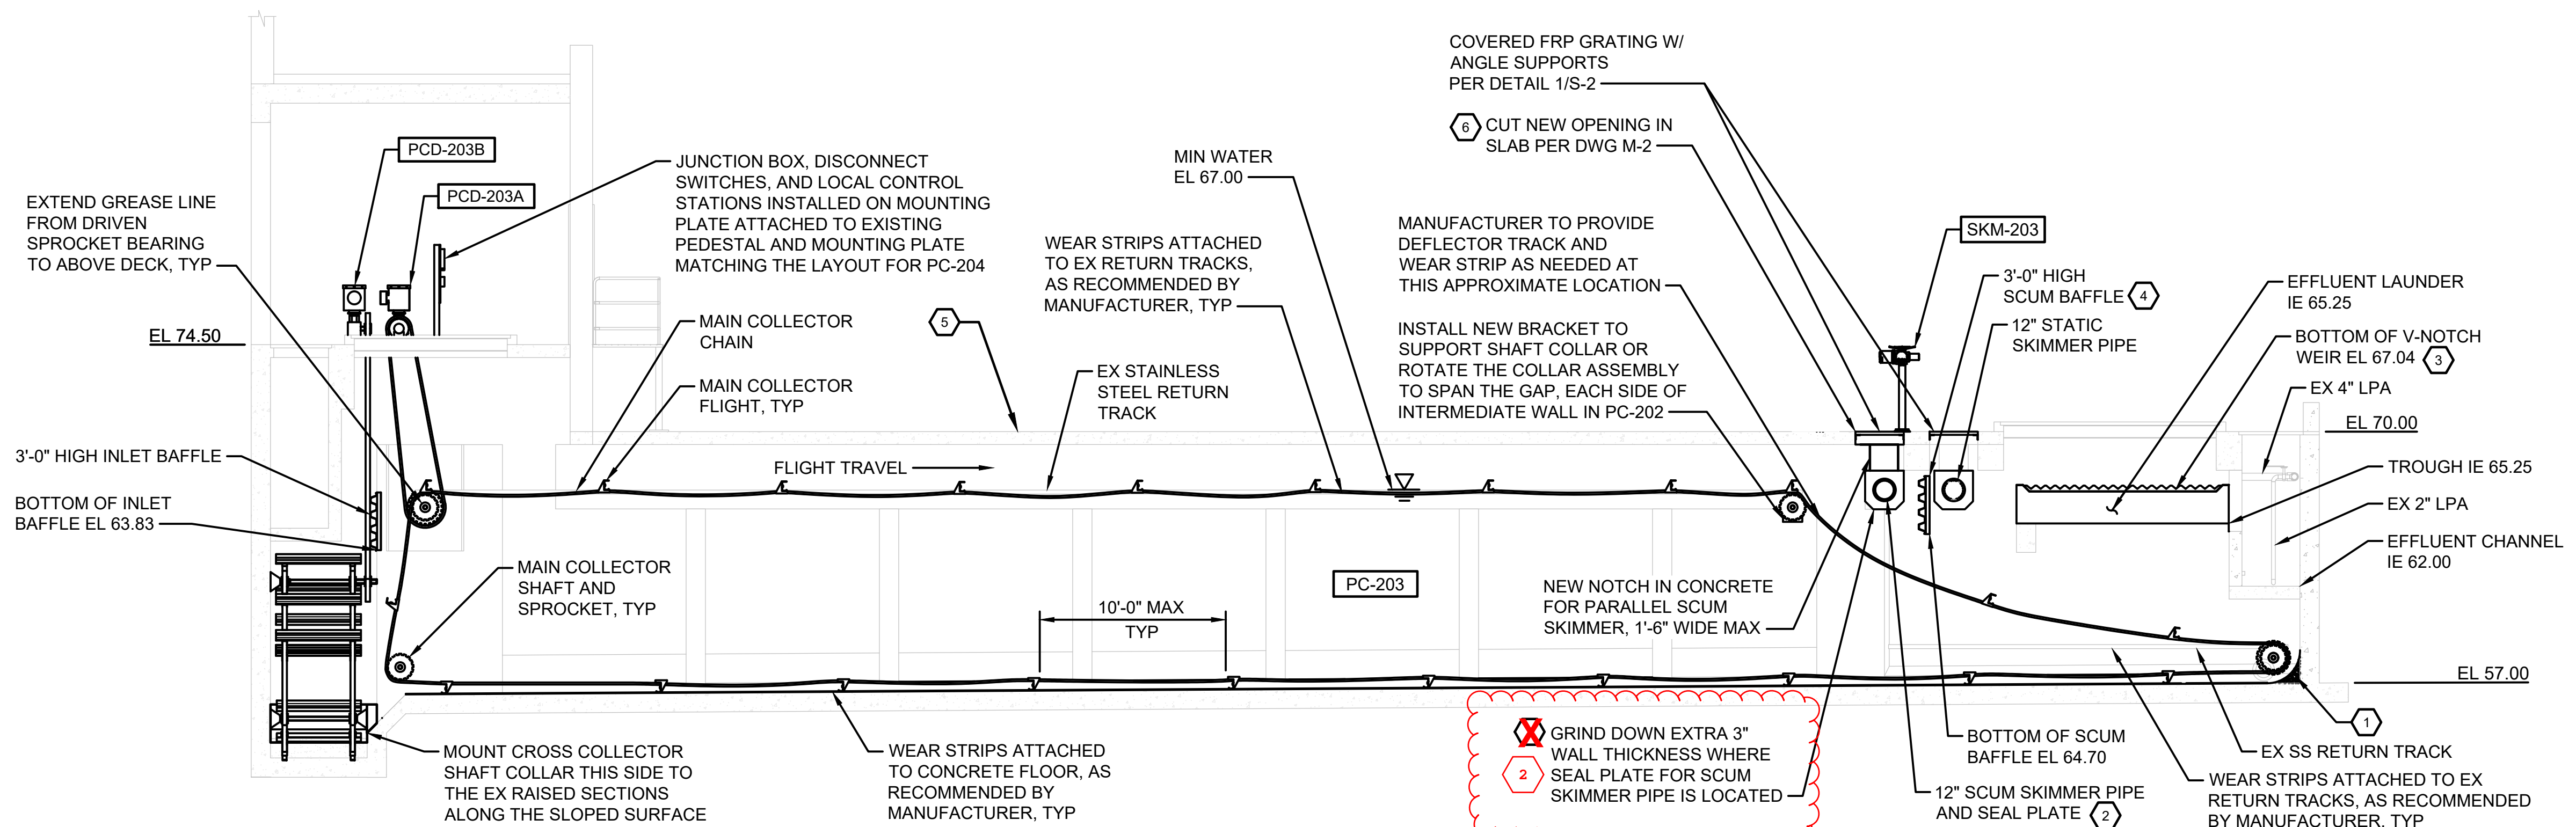 COVERED FRP GRATING W/
ANGLE SUPPORTS
PER DETAIL 1/S-2
6
CUT NEW OPENING IN
SLAB PER DWG M-2
PCD-203B
PCD-203A
JUNCTION BOX, DISCONNECT
SWITCHES, AND LOCAL CONTROL
STATIONS INSTALLED ON MOUNTING
PLATE ATTACHED TO EXISTING
PEDESTAL AND MOUNTING PLATE
MATCHING THE LAYOUT FOR PC-204
MIN WATER
EL 67.00
EXTEND GREASE LINE
FROM DRIVEN
SPROCKET BEARING
TO ABOVE DECK, TYP
WEAR STRIPS ATTACHED
TO EX RETURN TRACKS,
AS RECOMMENDED BY
MANUFACTURER, TYP
MANUFACTURER TO PROVIDE
DEFLECTOR TRACK AND
WEAR STRIP AS NEEDED AT
THIS APPROXIMATE LOCATION
SKM-203
3'-0" HIGH
SCUM BAFFLE
4
EFFLUENT LAUNDER
IE 65.25
12" STATIC
SKIMMER PIPE
BOTTOM OF V-NOTCH
WEIR EL 67.04
3
EL 74.50
MAIN COLLECTOR
CHAIN
5
INSTALL NEW BRACKET TO
SUPPORT SHAFT COLLAR OR
ROTATE THE COLLAR ASSEMBLY
TO SPAN THE GAP, EACH SIDE OF
INTERMEDIATE WALL IN PC-202
EX STAINLESS
STEEL RETURN
TRACK
MAIN COLLECTOR
FLIGHT, TYP
EX 4" LPA
EL 70.00
3'-0" HIGH INLET BAFFLE
FLIGHT TRAVEL
TROUGH IE 65.25
BOTTOM OF INLET
BAFFLE EL 63.83
EX 2" LPA
EFFLUENT CHANNEL
IE 62.00
MAIN COLLECTOR
SHAFT AND
SPROCKET, TYP
PC-203
10'-0" MAX
TYP
NEW NOTCH IN CONCRETE
FOR PARALLEL SCUM
SKIMMER, 1'-6" WIDE MAX
EL 57.00
1
MOUNT CROSS COLLECTOR
SHAFT COLLAR THIS SIDE TO
THE EX RAISED SECTIONS
ALONG THE SLOPED SURFACE
WEAR STRIPS ATTACHED
TO CONCRETE FLOOR, AS
RECOMMENDED BY
MANUFACTURER, TYP
X
2
GRIND DOWN EXTRA 3"
WALL THICKNESS WHERE
SEAL PLATE FOR SCUM
SKIMMER PIPE IS LOCATED
BOTTOM OF SCUM
BAFFLE EL 64.70
EX SS RETURN TRACK
12" SCUM SKIMMER PIPE
AND SEAL PLATE
2
WEAR STRIPS ATTACHED TO EX
RETURN TRACKS, AS RECOMMENDED
BY MANUFACTURER, TYP